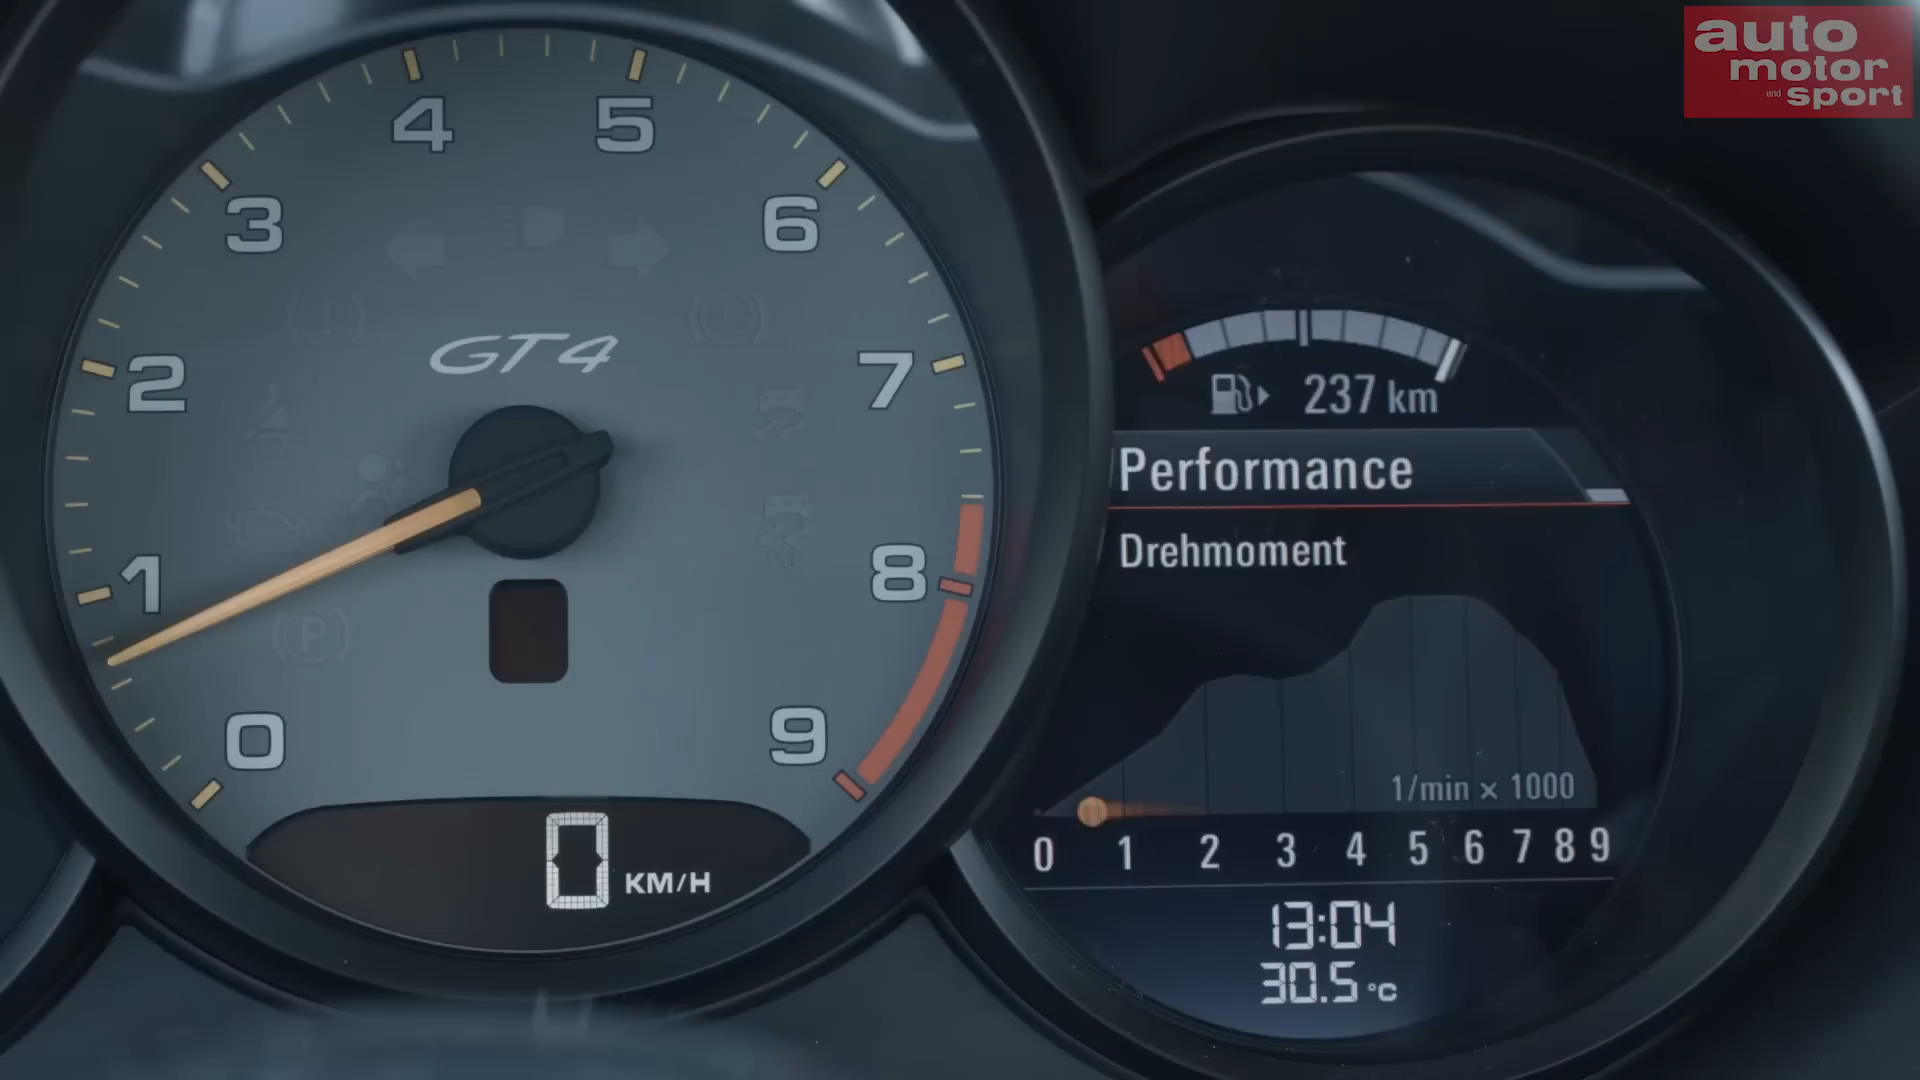 auto
motor
und sport
4 5
3 6
GT4
2 7
1 8
P
0 9
0 KM/H
237 km
Performance
Drehmoment
1/min × 1000
0 1 2 3 4 5 6 7 8 9
13:04
30.5 °C